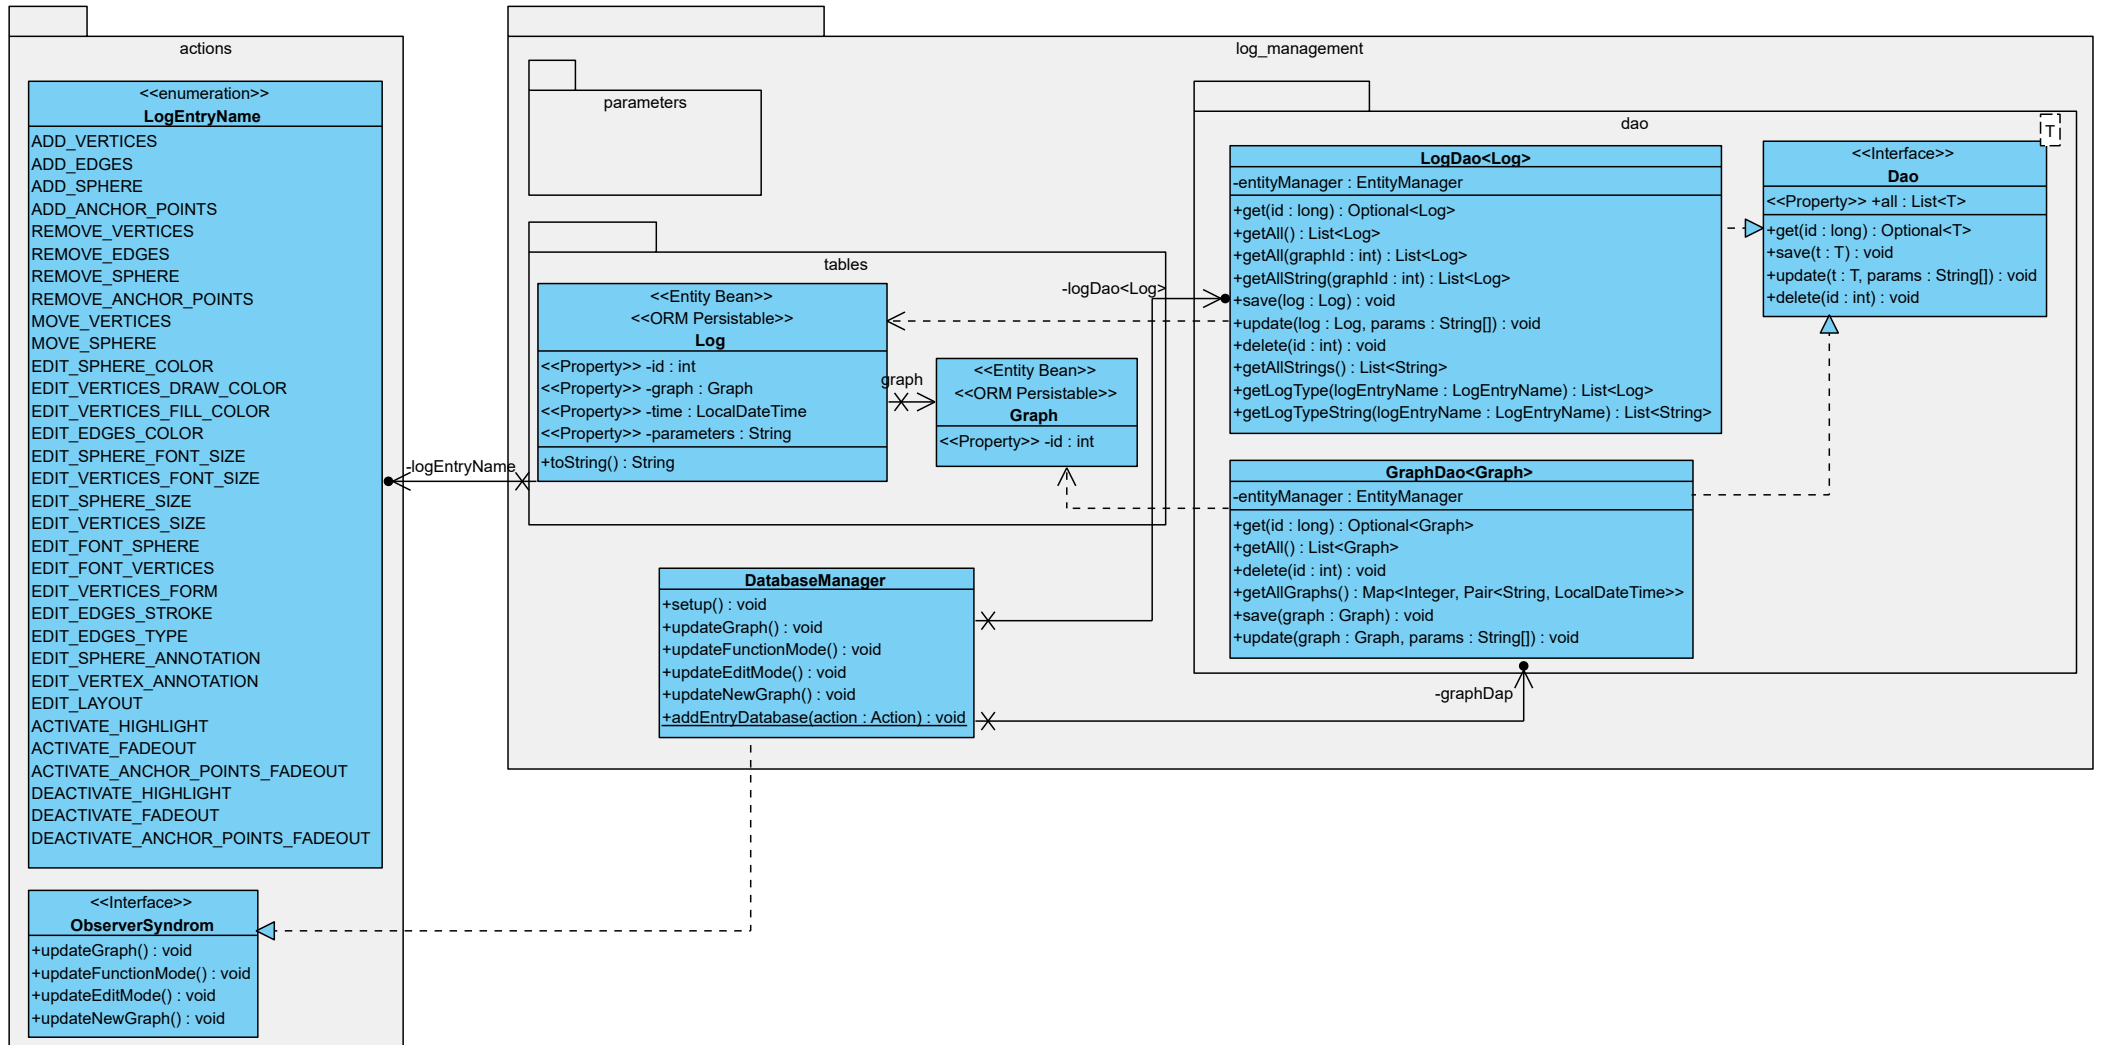 actions
<<enumeration>>
LogEntryName
ADD_VERTICES
ADD_EDGES
ADD_SPHERE
ADD_ANCHOR_POINTS
REMOVE_VERTICES
REMOVE_EDGES
REMOVE_SPHERE
REMOVE_ANCHOR_POINTS
MOVE_VERTICES
MOVE_SPHERE
EDIT_SPHERE_COLOR
EDIT_VERTICES_DRAW_COLOR
EDIT_VERTICES_FILL_COLOR
EDIT_EDGES_COLOR
EDIT_SPHERE_FONT_SIZE
EDIT_VERTICES_FONT_SIZE
EDIT_SPHERE_SIZE
EDIT_VERTICES_SIZE
EDIT_FONT_SPHERE
EDIT_FONT_VERTICES
EDIT_VERTICES_FORM
EDIT_EDGES_STROKE
EDIT_EDGES_TYPE
EDIT_SPHERE_ANNOTATION
EDIT_VERTEX_ANNOTATION
EDIT_LAYOUT
ACTIVATE_HIGHLIGHT
ACTIVATE_FADEOUT
ACTIVATE_ANCHOR_POINTS_FADEOUT
DEACTIVATE_HIGHLIGHT
DEACTIVATE_FADEOUT
DEACTIVATE_ANCHOR_POINTS_FADEOUT
<<Interface>>
ObserverSyndrom
+updateGraph() : void
+updateFunctionMode() : void
+updateEditMode() : void
+updateNewGraph() : void
-logEntryName
log_management
parameters
tables
<<Entity Bean>>
<<ORM Persistable>>
Log
<<Property>> -id : int
<<Property>> -graph : Graph
<<Property>> -time : LocalDateTime
<<Property>> -parameters : String
+toString() : String
graph
<<Entity Bean>>
<<ORM Persistable>>
Graph
<<Property>> -id : int
DatabaseManager
+setup() : void
+updateGraph() : void
+updateFunctionMode() : void
+updateEditMode() : void
+updateNewGraph() : void
+addEntryDatabase(action : Action) : void
-logDao<Log>
-graphDap
dao
LogDao<Log>
-entityManager : EntityManager
+get(id : long) : Optional<Log>
+getAll() : List<Log>
+getAll(graphId : int) : List<Log>
+getAllString(graphId : int) : List<Log>
+save(log : Log) : void
+update(log : Log, params : String[]) : void
+delete(id : int) : void
+getAllStrings() : List<String>
+getLogType(logEntryName : LogEntryName) : List<Log>
+getLogTypeString(logEntryName : LogEntryName) : List<String>
T
<<Interface>>
Dao
<<Property>> +all : List<T>
+get(id : long) : Optional<T>
+save(t : T) : void
+update(t : T, params : String[]) : void
+delete(id : int) : void
GraphDao<Graph>
-entityManager : EntityManager
+get(id : long) : Optional<Graph>
+getAll() : List<Graph>
+delete(id : int) : void
+getAllGraphs() : Map<Integer, Pair<String, LocalDateTime>>
+save(graph : Graph) : void
+update(graph : Graph, params : String[]) : void